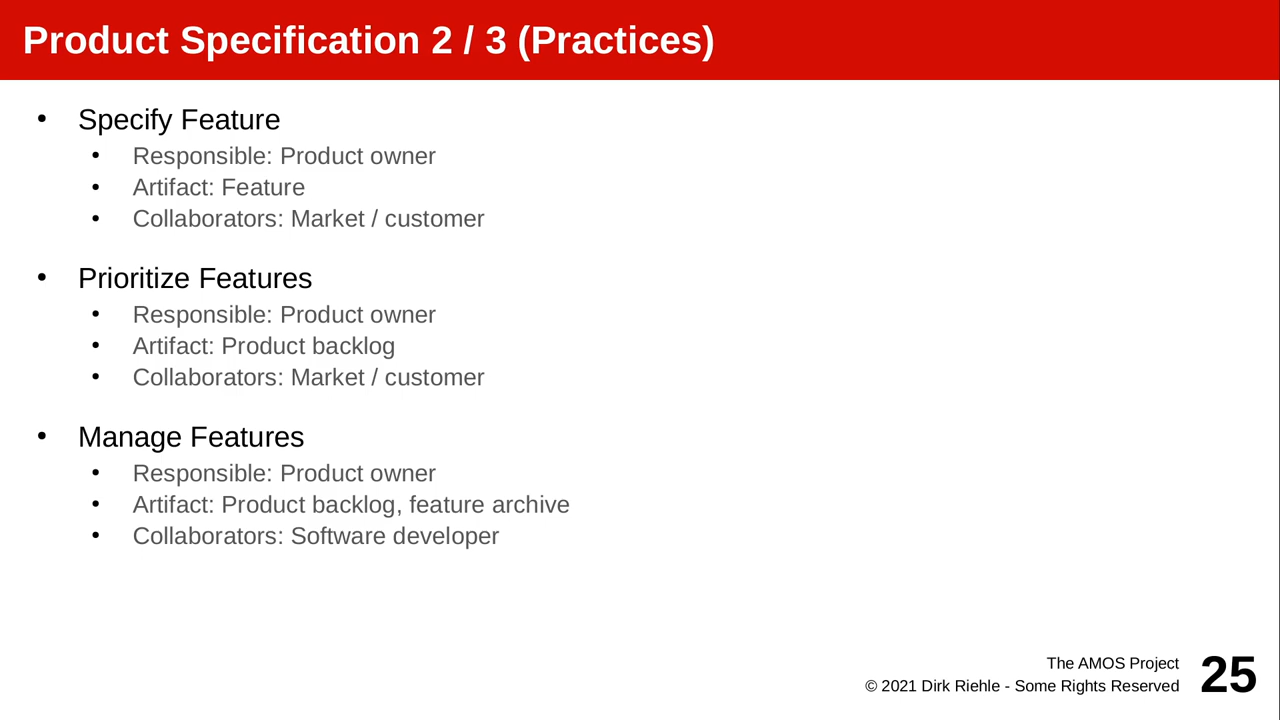 Product Specification 2 / 3 (Practices)
• Specify Feature
• Responsible: Product owner
• Artifact: Feature
• Collaborators: Market / customer
• Prioritize Features
• Responsible: Product owner
• Artifact: Product backlog
• Collaborators: Market / customer
• Manage Features
• Responsible: Product owner
• Artifact: Product backlog, feature archive
• Collaborators: Software developer
The AMOS Project
© 2021 Dirk Riehle - Some Rights Reserved
25